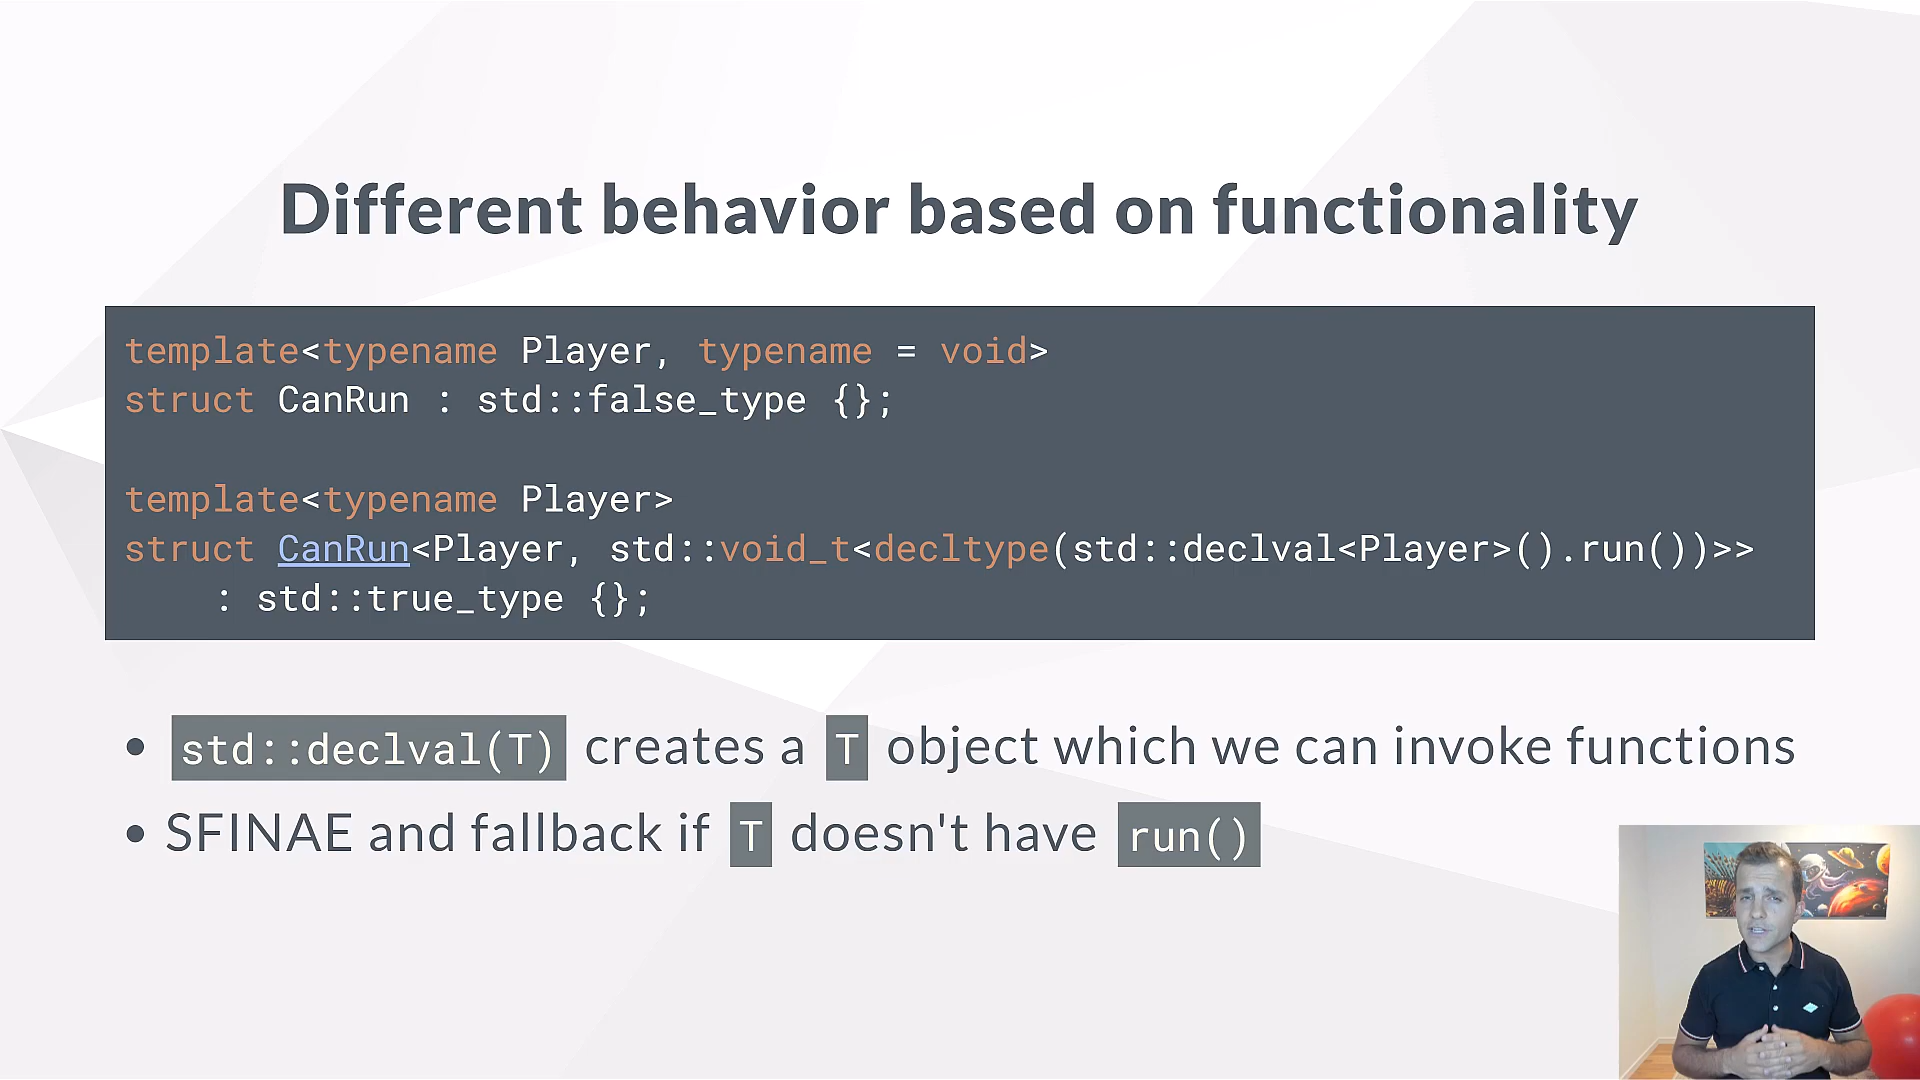 Different behavior based on functionality
template<typename Player, typename = void>
struct CanRun : std::false_type {};
template<typename Player>
struct CanRun<Player, std::void_t<decltype(std::declval<Player>().run())>>
    : std::true_type {};
• std::declval(T) creates a T object which we can invoke functions
• SFINAE and fallback if T doesn't have run()